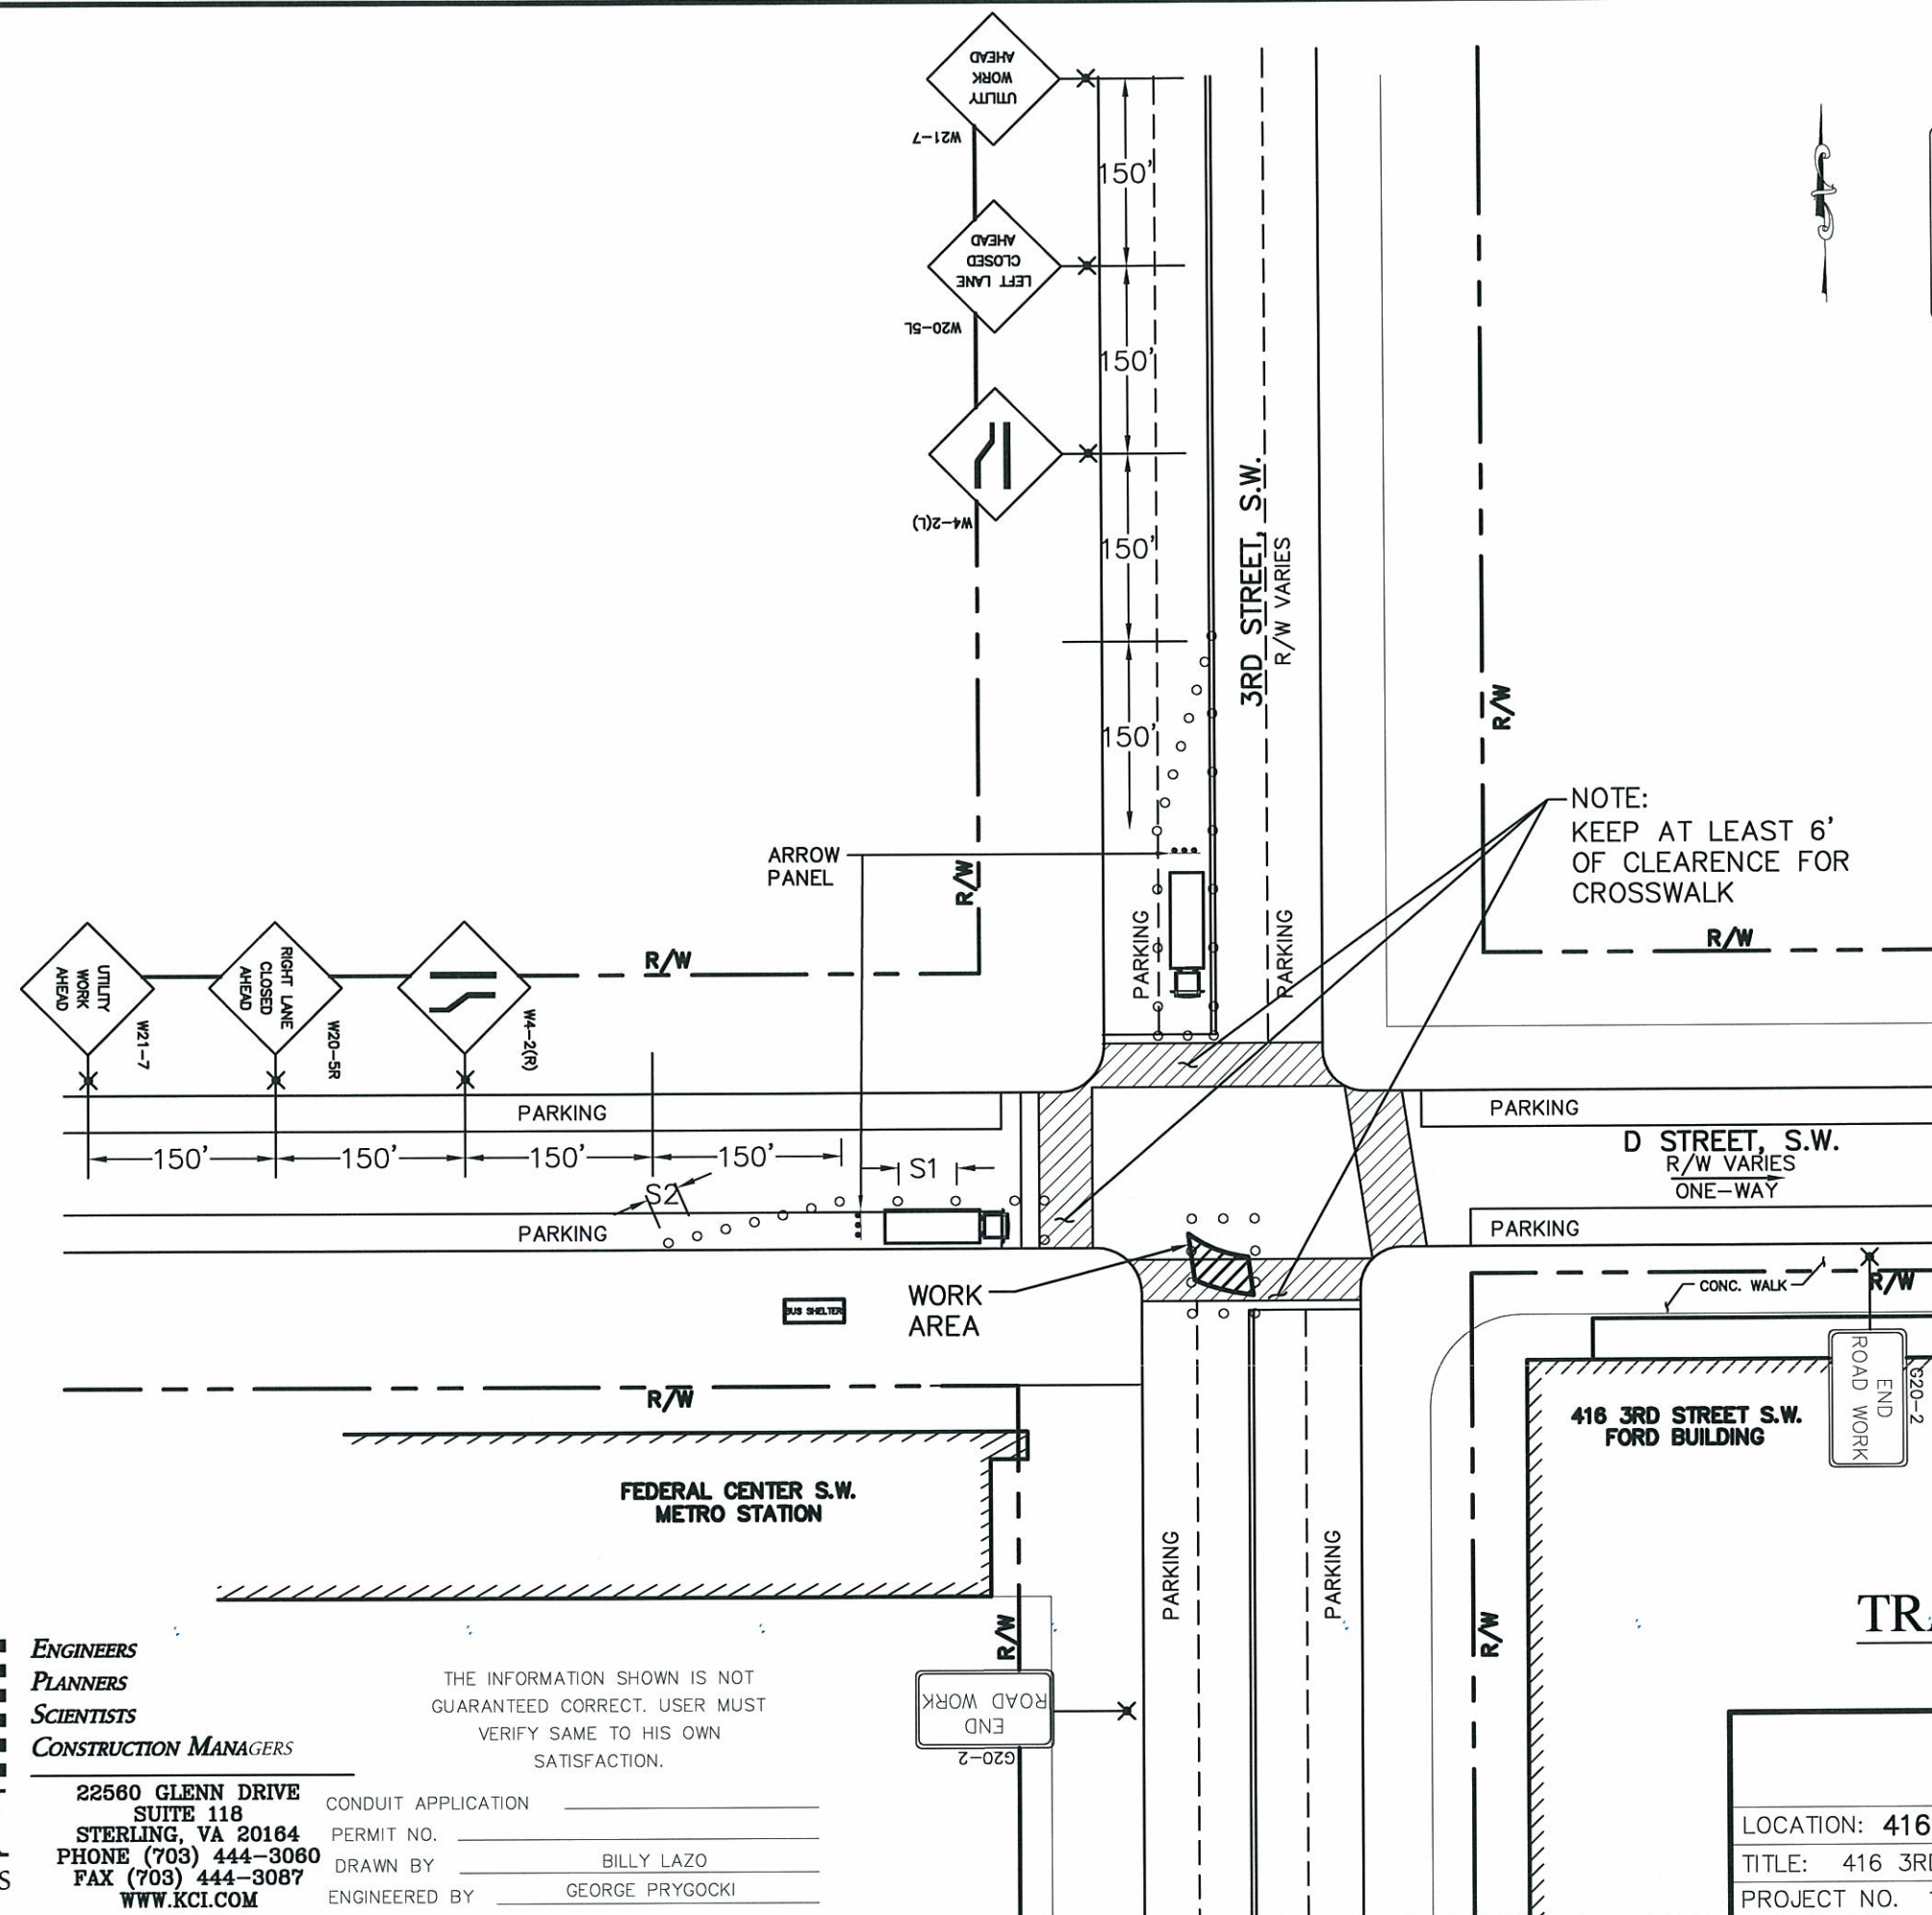 UTILITY
WORK
AHEAD
W21-7
150'
LEFT LANE
CLOSED
AHEAD
W20-5L
150'
W4-2(L)
150'
3RD STREET, S.W.
R/W VARIES
150'
R/W
R/W
NOTE:
KEEP AT LEAST 6'
OF CLEARENCE FOR
CROSSWALK
ARROW
PANEL
PARKING
PARKING
R/W
R/W
UTILITY
WORK
AHEAD
W21-7
RIGHT LANE
CLOSED
AHEAD
W20-5R
W4-2(R)
PARKING
PARKING
150'
150'
150'
150'
S1
S2
D STREET, S.W.
R/W VARIES
ONE-WAY
PARKING
PARKING
WORK
AREA
BUS SHELTER
CONC. WALK
R/W
END
ROAD WORK
G20-2
R/W
416 3RD STREET S.W.
FORD BUILDING
FEDERAL CENTER S.W.
METRO STATION
PARKING
PARKING
R/W
R/W
END
ROAD WORK
G20-2
ENGINEERS
PLANNERS
SCIENTISTS
CONSTRUCTION MANAGERS
22560 GLENN DRIVE
SUITE 118
STERLING, VA 20164
PHONE (703) 444-3060
FAX (703) 444-3087
WWW.KCI.COM
S
THE INFORMATION SHOWN IS NOT
GUARANTEED CORRECT. USER MUST
VERIFY SAME TO HIS OWN
SATISFACTION.
CONDUIT APPLICATION
PERMIT NO.
DRAWN BY BILLY LAZO
ENGINEERED BY GEORGE PRYGOCKI
LOCATION: 416
TITLE: 416
PROJECT NO.